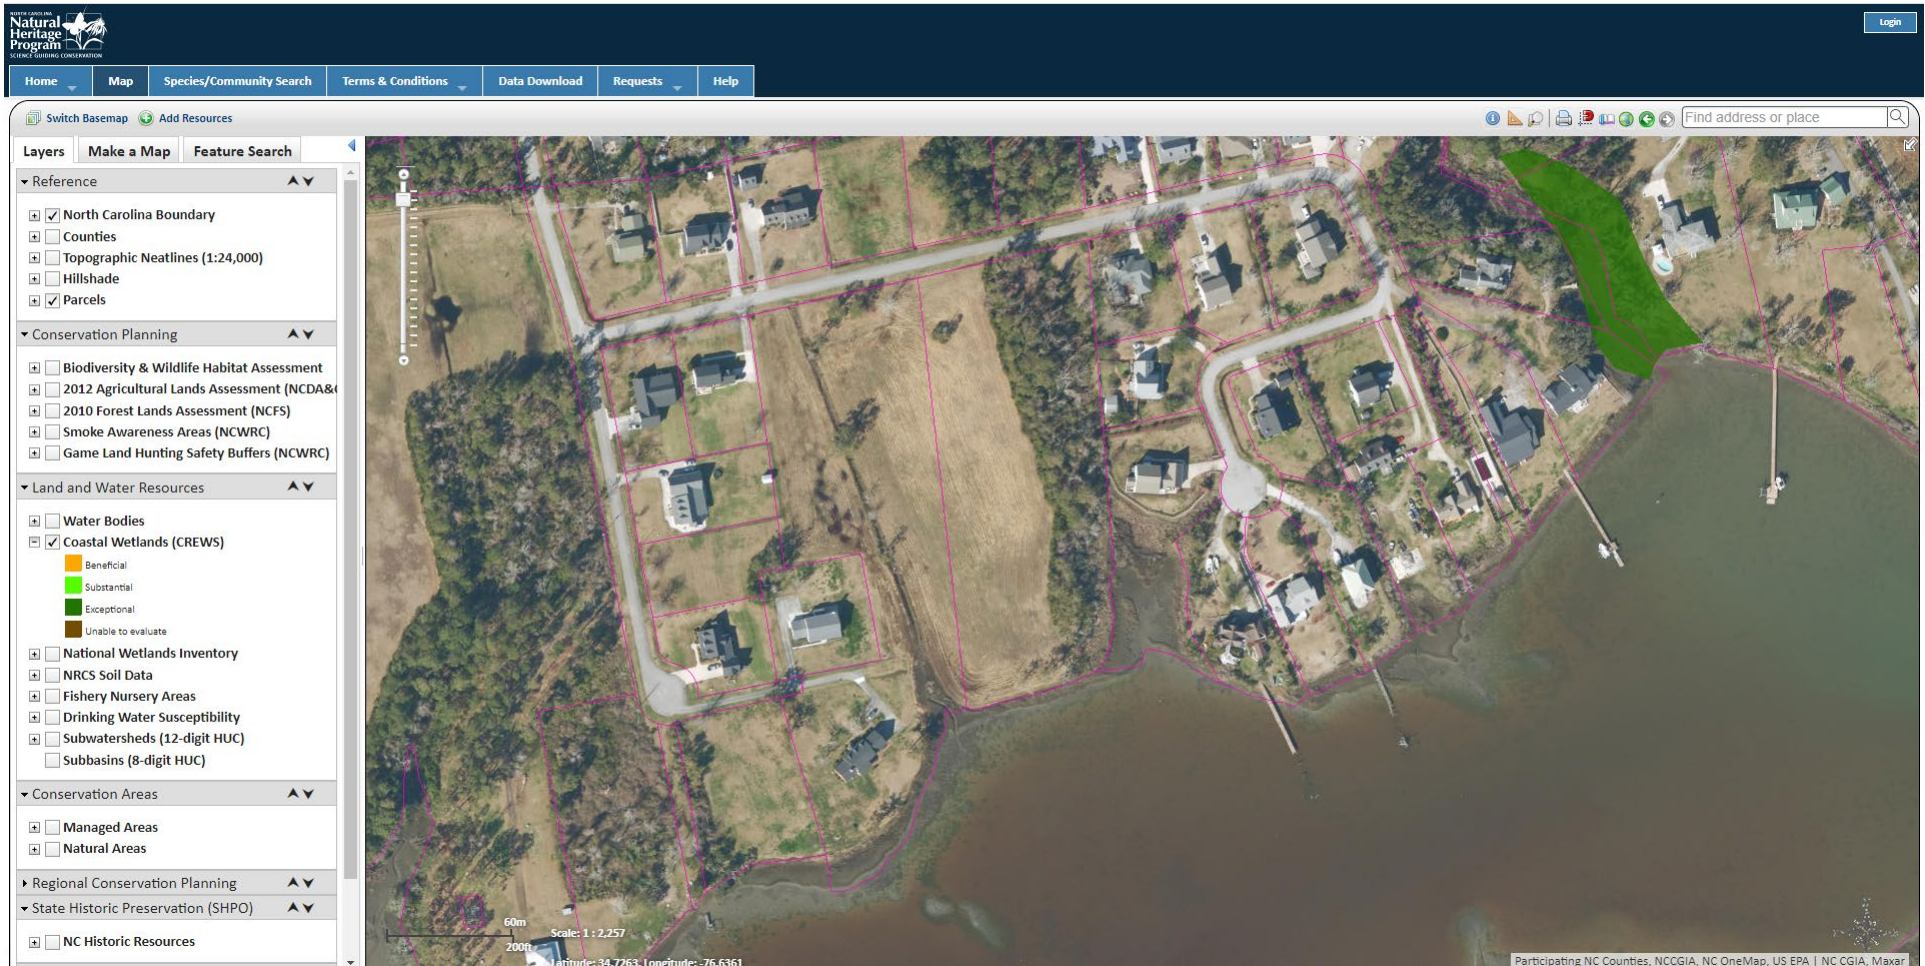 NORTH CAROLINA
Natural
Heritage
Program
SCIENCE GUIDING CONSERVATION
Login
Home Map Species/Community Search Terms & Conditions Data Download Requests Help
Switch Basemap Add Resources
Find address or place
Layers Make a Map Feature Search
Reference
North Carolina Boundary
Counties
Topographic Neatlines (1:24,000)
Hillshade
Parcels
Conservation Planning
Biodiversity & Wildlife Habitat Assessment
2012 Agricultural Lands Assessment (NCDA&
2010 Forest Lands Assessment (NCFS)
Smoke Awareness Areas (NCWRC)
Game Land Hunting Safety Buffers (NCWRC)
Land and Water Resources
Water Bodies
Coastal Wetlands (CREWS)
Beneficial
Substantial
Exceptional
Unable to evaluate
National Wetlands Inventory
NRCS Soil Data
Fishery Nursery Areas
Drinking Water Susceptibility
Subwatersheds (12-digit HUC)
Subbasins (8-digit HUC)
Conservation Areas
Managed Areas
Natural Areas
Regional Conservation Planning
State Historic Preservation (SHPO)
NC Historic Resources
60m
200ft
Scale: 1 : 2,257
Latitude: 34.7263, Longitude: -76.6361
Participating NC Counties, NCCGIA, NC OneMap, US EPA | NC CGIA, Maxar